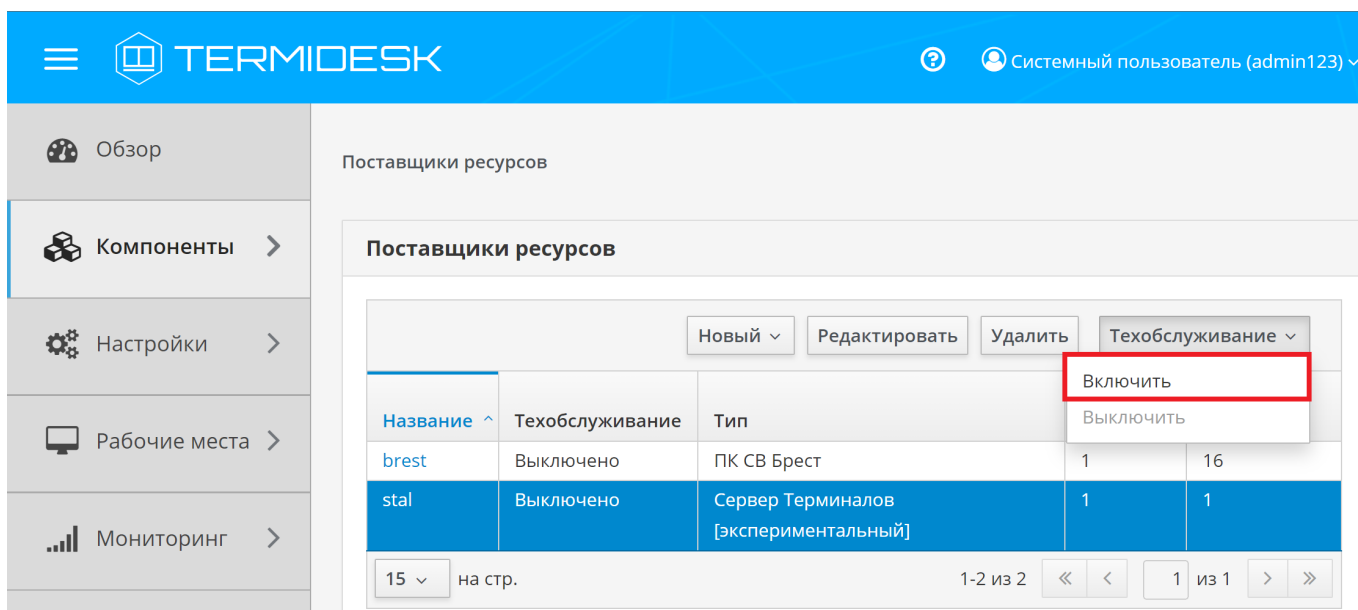 TERMIDESK
Системный пользователь (admin123)
Обзор
Компоненты
Настройки
Рабочие места
Мониторинг
Поставщики ресурсов
Поставщики ресурсов
Новый Редактировать Удалить Техобслуживание
Включить
Выключить
Название Техобслуживание Тип
brest Выключено ПК СВ Брест 1 16
stal Выключено Сервер Терминалов 1 1
[экспериментальный]
15 на стр. 1-2 из 2 1 из 1